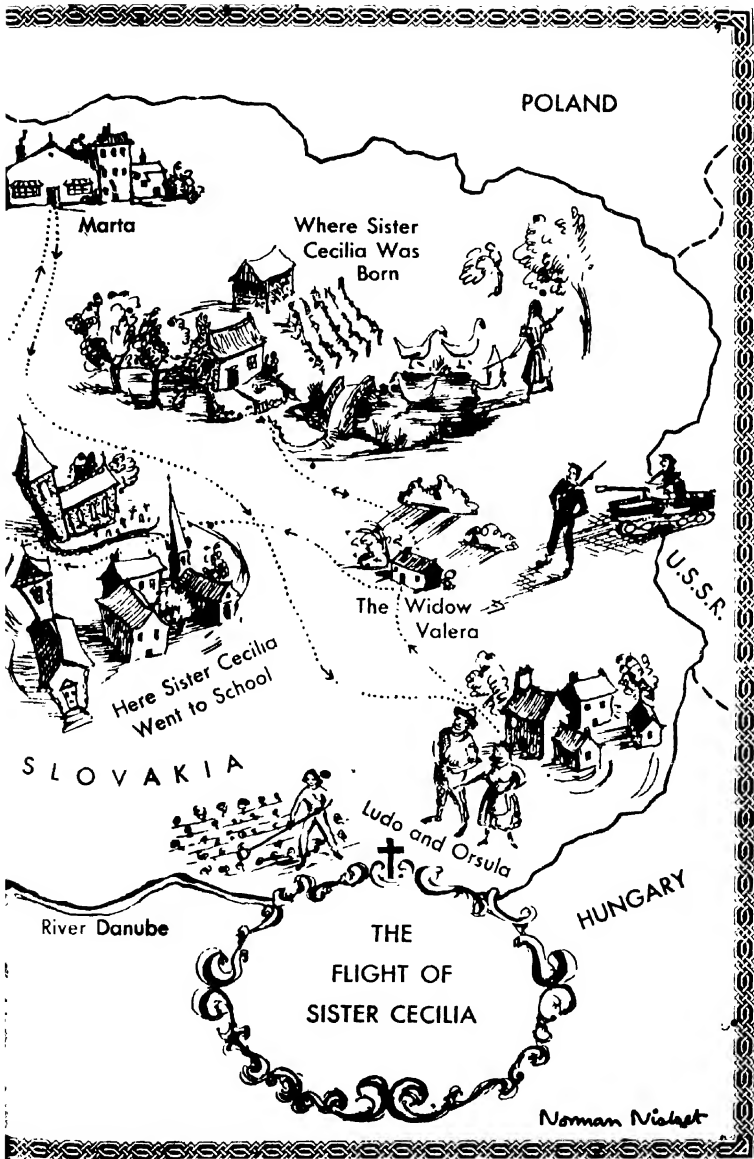 POLAND
Marta
Where Sister
Cecilia Was
Born
U.S.S.R.
The Widow
Valera
Here Sister Cecilia
Went to School
SLOVAKIA
Ludo and Orsula
HUNGARY
River Danube
THE
FLIGHT OF
SISTER CECILIA
Norman